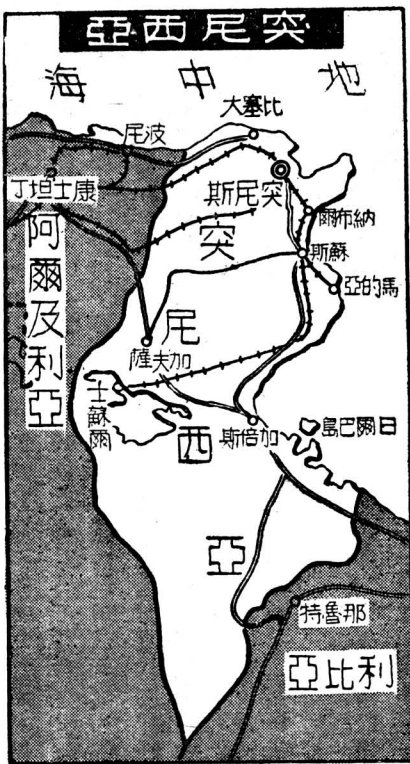 突尼西亞
地中海
比塞大
波尾
突尼斯
康士坦丁
納布爾
蘇斯
馬的亞
阿爾及利亞
突尼西亞
加夫薩
士蘇爾
加倍斯
日爾巴島
那魯特
利比亞